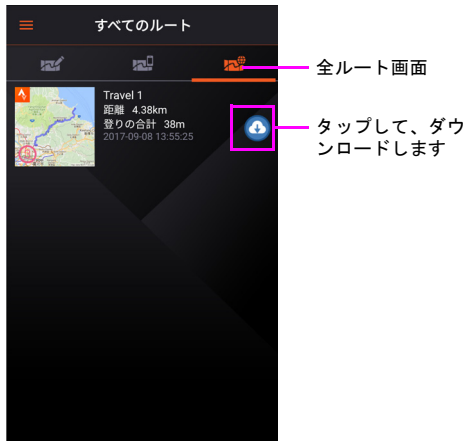 すべてのルート
全ルート画面
Travel 1
距離 4.38km
登りの合計 38m
2017-09-08 13:55:25
タップして、ダウ
ンロードします